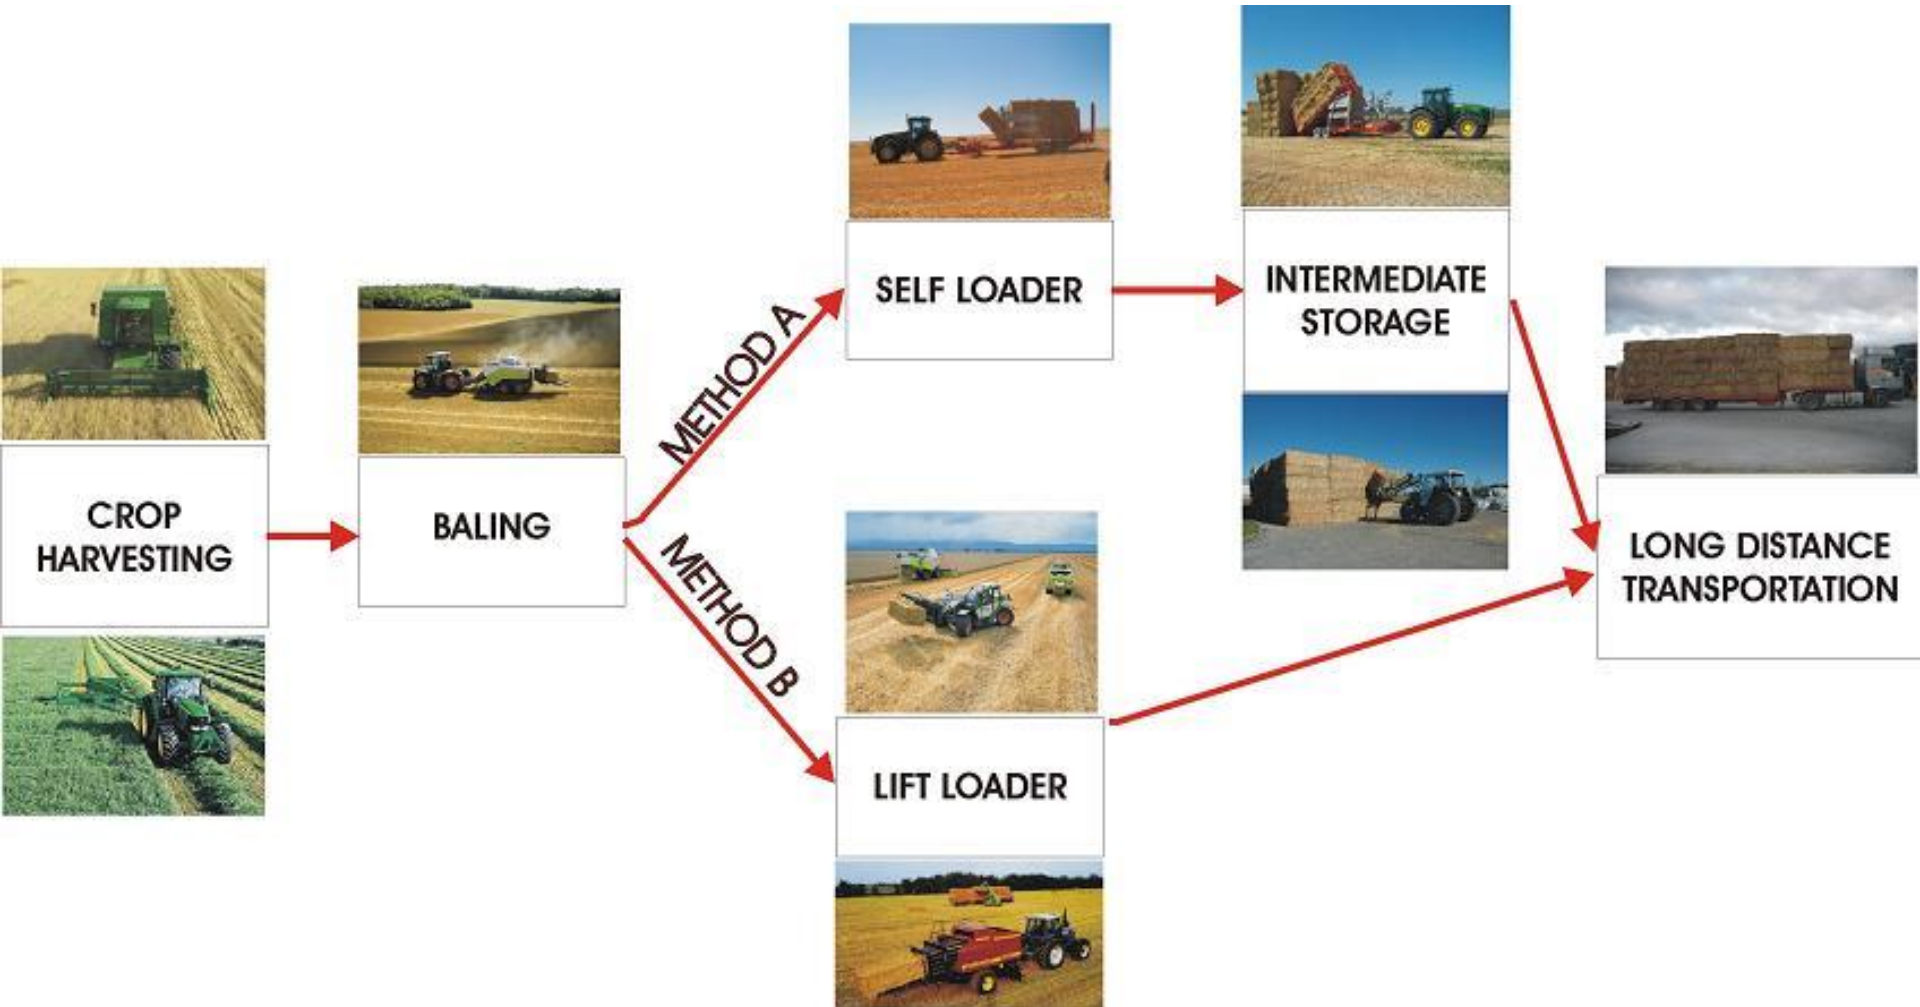 CROP
HARVESTING
BALING
METHOD A
METHOD B
SELF LOADER
INTERMEDIATE
STORAGE
LIFT LOADER
LONG DISTANCE
TRANSPORTATION